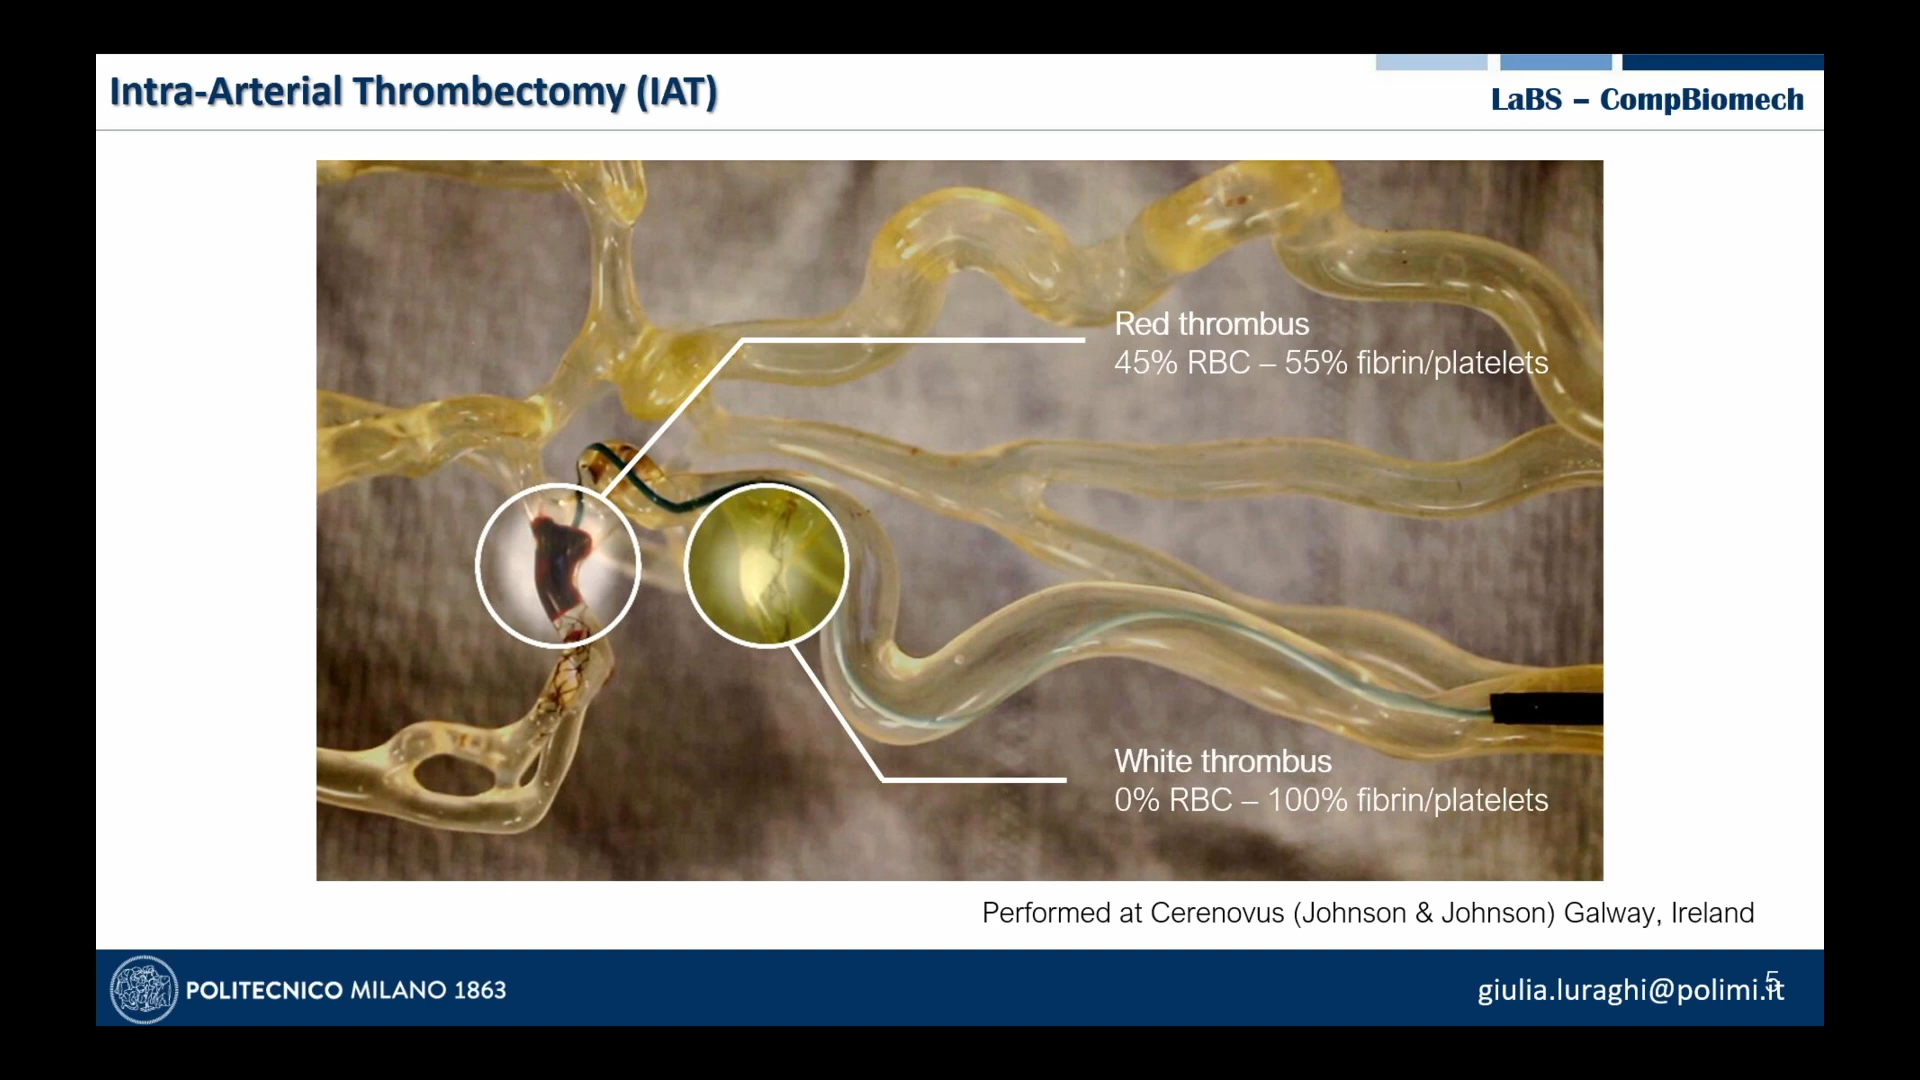 Intra-Arterial Thrombectomy (IAT)
LaBS – CompBiomech
Red thrombus
45% RBC – 55% fibrin/platelets
White thrombus
0% RBC – 100% fibrin/platelets
Performed at Cerenovus (Johnson & Johnson) Galway, Ireland
POLITECNICO MILANO 1863
giulia.luraghi@polimi.it
5